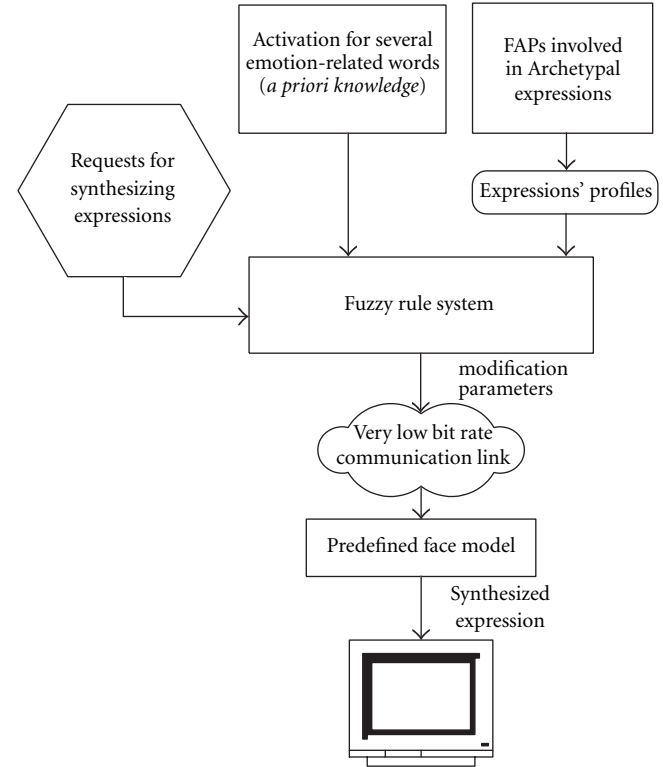 Activation for several
emotion-related words
(a priori knowledge)
FAPs involved
in Archetypal
expressions
Requests for
synthesizing
expressions
Expressions’ profiles
Fuzzy rule system
modification
parameters
Very low bit rate
communication link
Predefined face model
Synthesized
expression